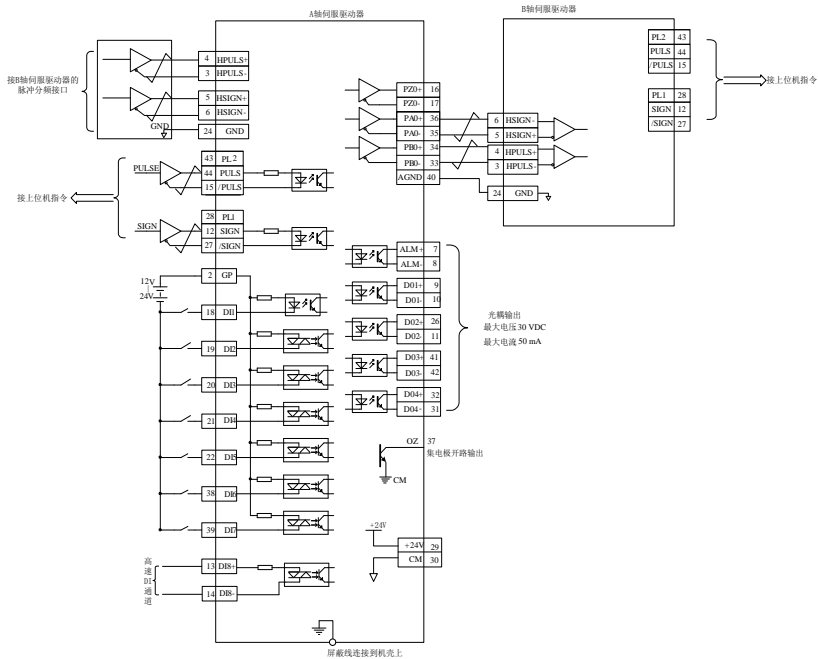 A轴伺服驱动器
B轴伺服驱动器
接B轴伺服驱动器的
脉冲分频接口
4 HPULS+
3 HPULS-
5 HSIGN+
6 HSIGN-
GND
24 GND
接上位机指令
PULSE
43 PL 2
44 PULS
15 /PULS
SIGN
28 PL1
12 SIGN
27 /SIGN
12V
24V
2 GP
18 DI1
19 DI2
20 DI3
21 DI4
22 DI5
38 DI6
39 DI7
高速DI通道
13 DI8+
14 DI8-
PZ0+ 16
PZ0- 17
PA0+ 36
PA0- 35
PB0+ 34
PB0- 33
AGND 40
6 HSIGN-
5 HSIGN+
4 HPULS+
3 HPULS-
24 GND
PL2 43
PULS 44
/PULS 15
PL1 28
SIGN 12
/SIGN 27
接上位机指令
ALM+ 7
ALM- 8
D01+ 9
D01- 10
D02+ 26
D02- 11
D03+ 41
D03- 42
D04+ 32
D04- 31
光耦输出
最大电压30 VDC
最大电流50 mA
OZ 37
集电极开路输出
CM
+24V
+24V 29
CM 30
屏蔽线连接到机壳上